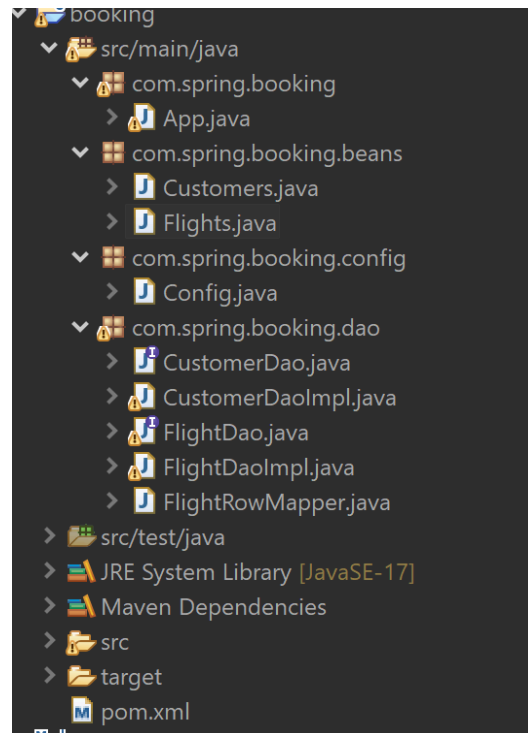 booking
src/main/java
com.spring.booking
App.java
com.spring.booking.beans
Customers.java
Flights.java
com.spring.booking.config
Config.java
com.spring.booking.dao
CustomerDao.java
CustomerDaoImpl.java
FlightDao.java
FlightDaoImpl.java
FlightRowMapper.java
src/test/java
JRE System Library [JavaSE-17]
Maven Dependencies
src
target
pom.xml